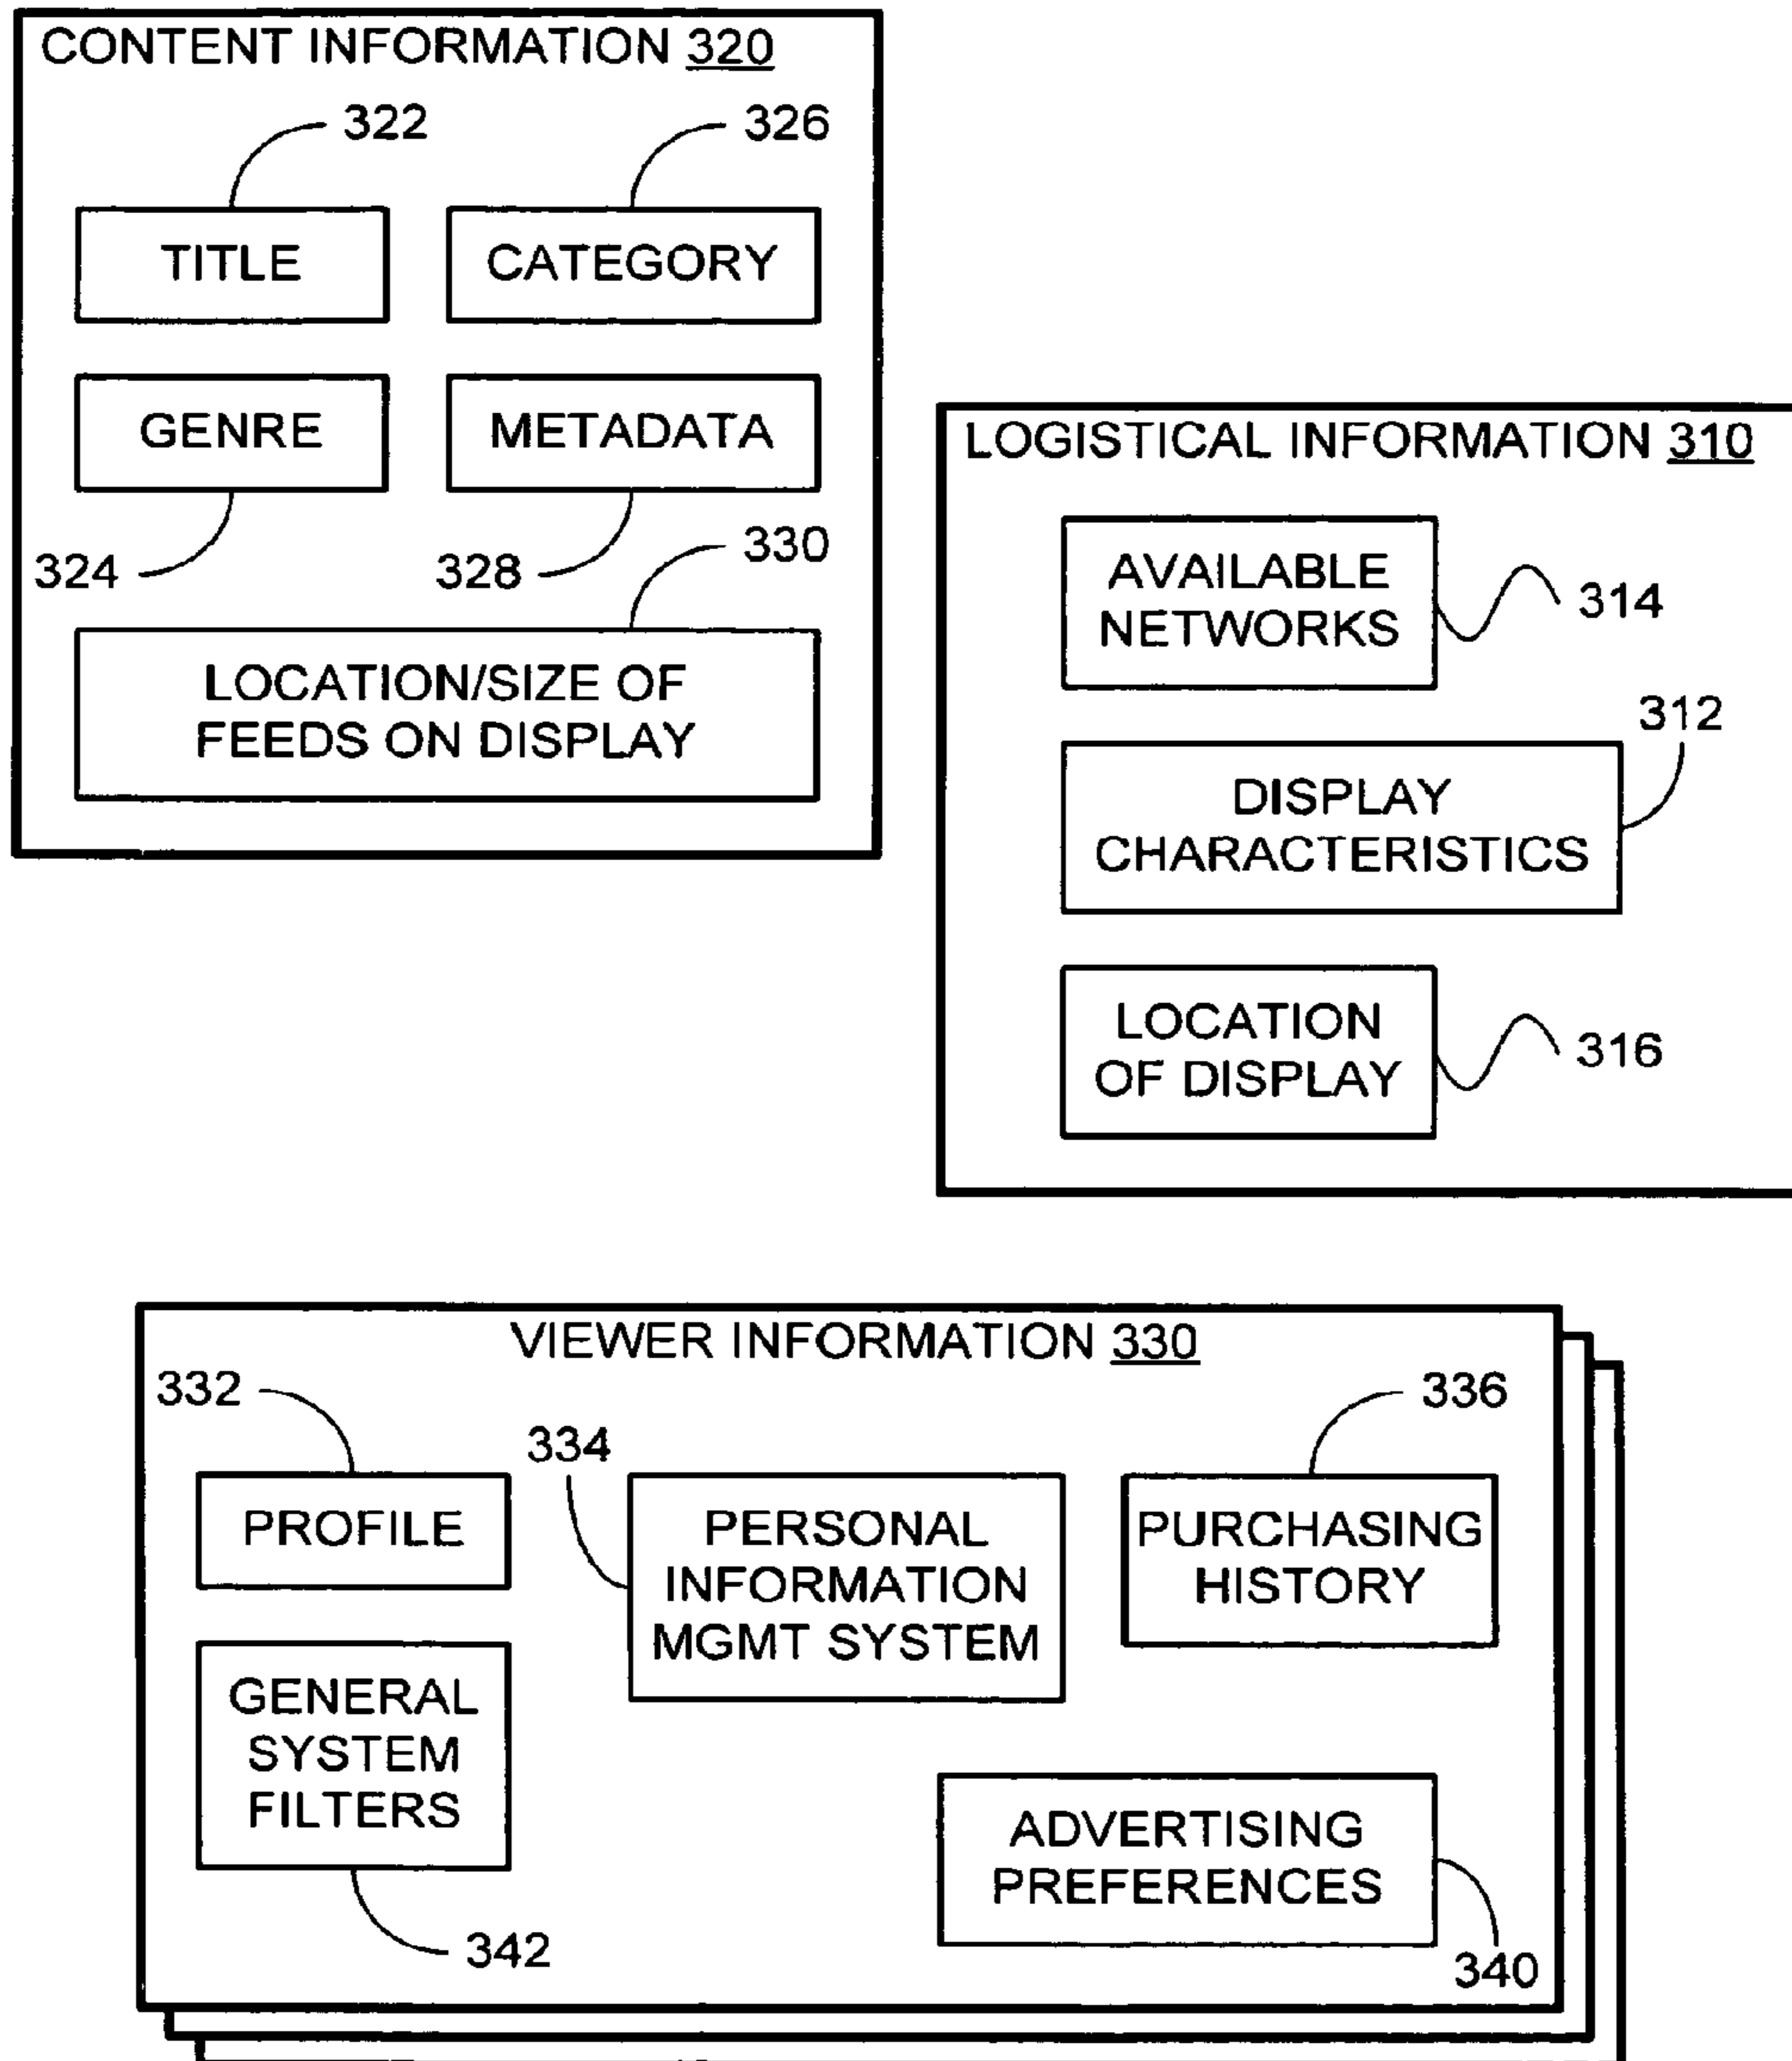 CONTENT INFORMATION 320
322
326
TITLE
CATEGORY
GENRE
METADATA
324
328
330
LOCATION/SIZE OF
FEEDS ON DISPLAY
LOGISTICAL INFORMATION 310
AVAILABLE
NETWORKS
314
312
DISPLAY
CHARACTERISTICS
LOCATION
OF DISPLAY
316
VIEWER INFORMATION 330
332
334
336
PROFILE
PERSONAL
INFORMATION
MGMT SYSTEM
PURCHASING
HISTORY
GENERAL
SYSTEM
FILTERS
342
ADVERTISING
PREFERENCES
340